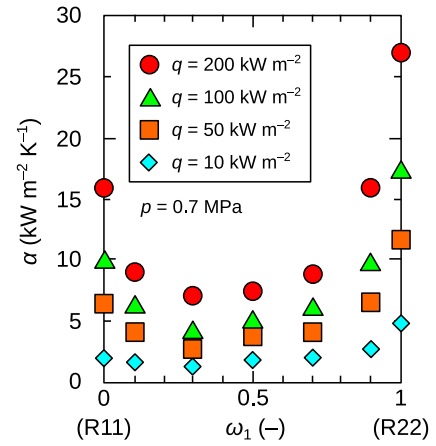 30
25
20
15
10
5
0
α (kW m⁻² K⁻¹)
q = 200 kW m⁻²
q = 100 kW m⁻²
q = 50 kW m⁻²
q = 10 kW m⁻²
p = 0.7 MPa
0 0.5 1
(R11) ω₁ (–) (R22)